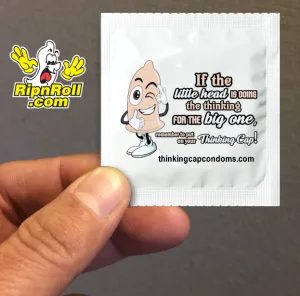 RipnRoll
.com
If the
little head IS DOING
the thinking
FOR THE big one,
remember to put
on your Thinking Cap!
thinkingcapcondoms.com